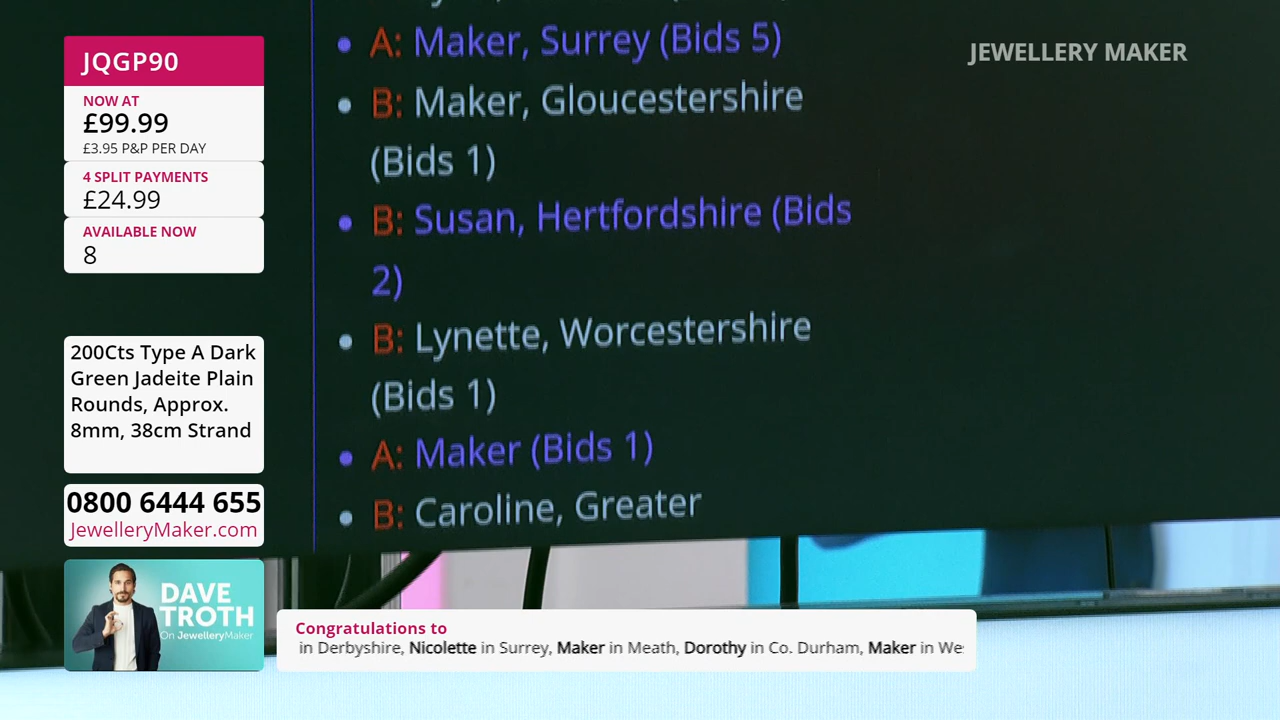 JQGP90
NOW AT
£99.99
£3.95 P&P PER DAY
4 SPLIT PAYMENTS
£24.99
AVAILABLE NOW
8
200Cts Type A Dark
Green Jadeite Plain
Rounds, Approx.
8mm, 38cm Strand
0800 6444 655
JewelleryMaker.com
DAVE
TROTH
On JewelleryMaker
A: Maker, Surrey (Bids 5)
B: Maker, Gloucestershire
(Bids 1)
B: Susan, Hertfordshire (Bids
2)
B: Lynette, Worcestershire
(Bids 1)
A: Maker (Bids 1)
B: Caroline, Greater
JEWELLERY MAKER
Congratulations to
in Derbyshire, Nicolette in Surrey, Maker in Meath, Dorothy in Co. Durham, Maker in We